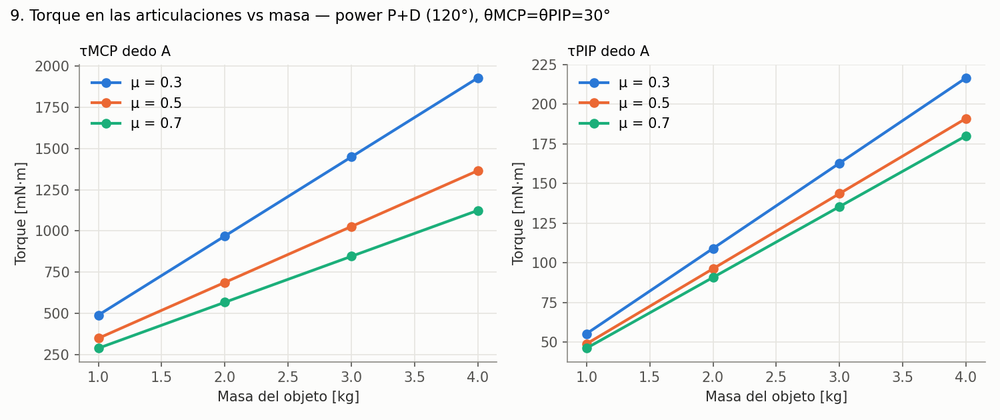 9. Torque en las articulaciones vs masa — power P+D (120°), θMCP=θPIP=30°
τMCP dedo A
2000
1750
1500
1250
1000
750
500
250
Torque [mN·m]
μ = 0.3
μ = 0.5
μ = 0.7
1.0 1.5 2.0 2.5 3.0 3.5 4.0
Masa del objeto [kg]
τPIP dedo A
225
200
175
150
125
100
75
50
Torque [mN·m]
μ = 0.3
μ = 0.5
μ = 0.7
1.0 1.5 2.0 2.5 3.0 3.5 4.0
Masa del objeto [kg]